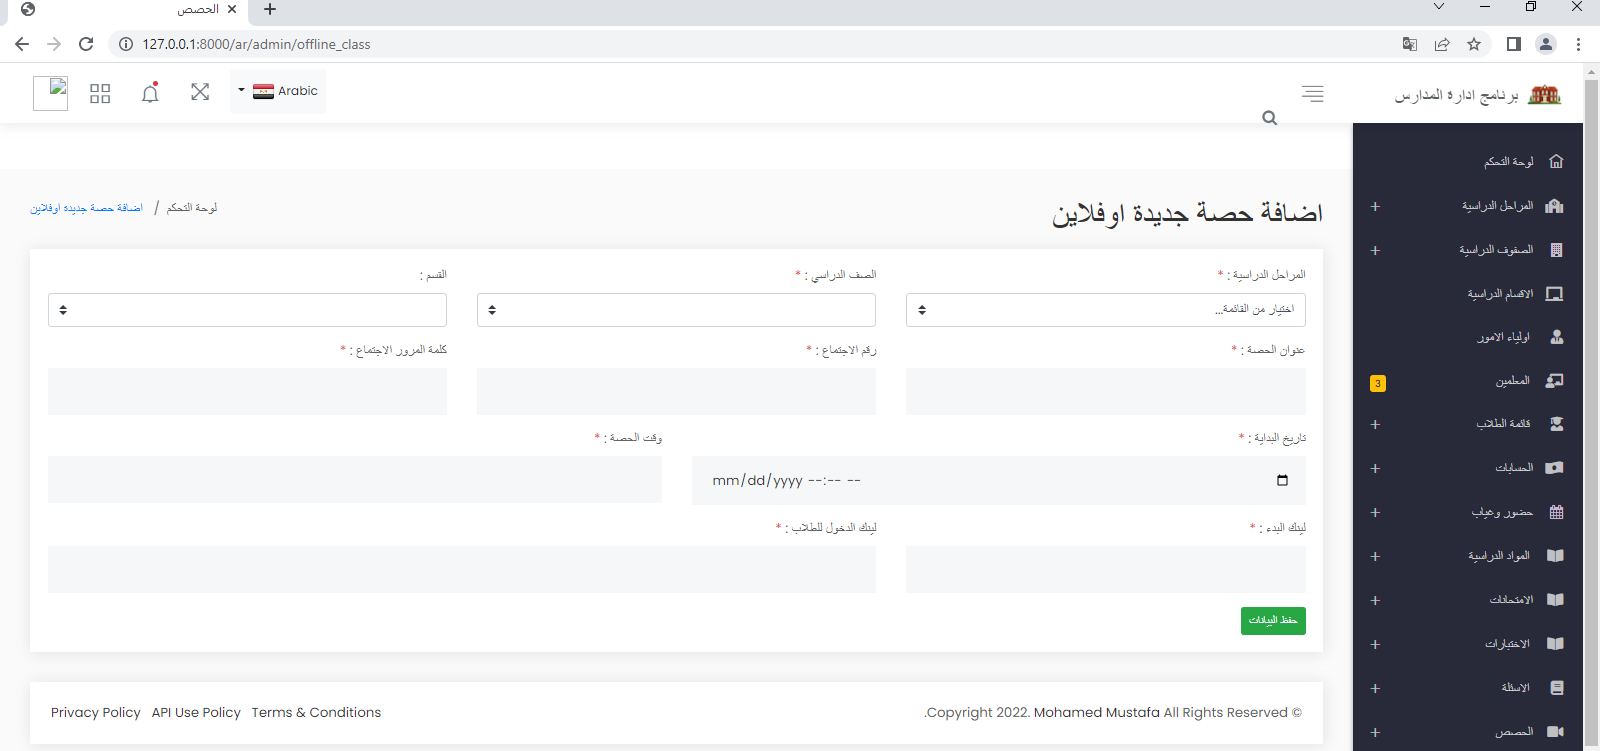 الحصص
127.0.0.1:8000/ar/admin/offline_class
برنامج ادارة المدارس
Arabic
لوحة التحكم
المراحل الدراسية
الصفوف الدراسية
الاقسام الدراسية
اولياء الامور
المعلمين
3
قائمة الطلاب
الحسابات
حضور وغياب
المواد الدراسية
الامتحانات
الاختبارات
الاسئلة
الحصص
اضافة حصة جديدة اوفلاين
لوحة التحكم / اضافة حصة جديدة اوفلاين
المراحل الدراسية : *
الصف الدراسي : *
القسم :
اختيار من القائمة...
عنوان الحصة : *
رقم الاجتماع : *
كلمة المرور الاجتماع : *
تاريخ البداية : *
وقت الحصة : *
mm/dd/yyyy --:-- --
لينك البدء : *
لينك الدخول للطلاب : *
حفظ البيانات
.Copyright 2022. Mohamed Mustafa All Rights Reserved ©
Privacy Policy API Use Policy Terms & Conditions